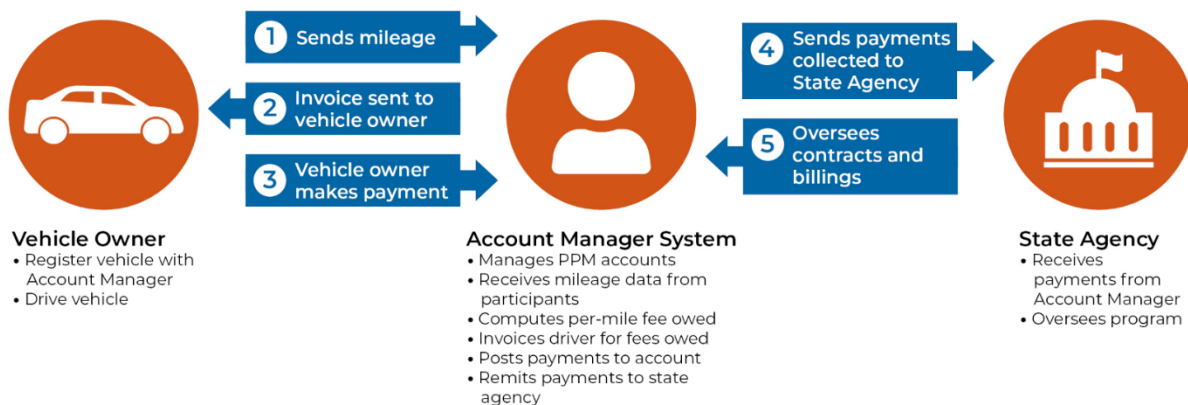 1 Sends mileage
2 Invoice sent to
vehicle owner
3 Vehicle owner
makes payment
4 Sends payments
collected to
State Agency
5 Oversees
contracts and
billings
Vehicle Owner
• Register vehicle with
Account Manager
• Drive vehicle
Account Manager System
• Manages PPM accounts
• Receives mileage data from
participants
• Computes per-mile fee owed
• Invoices driver for fees owed
• Posts payments to account
• Remits payments to state
agency
State Agency
• Receives
payments from
Account Manager
• Oversees program